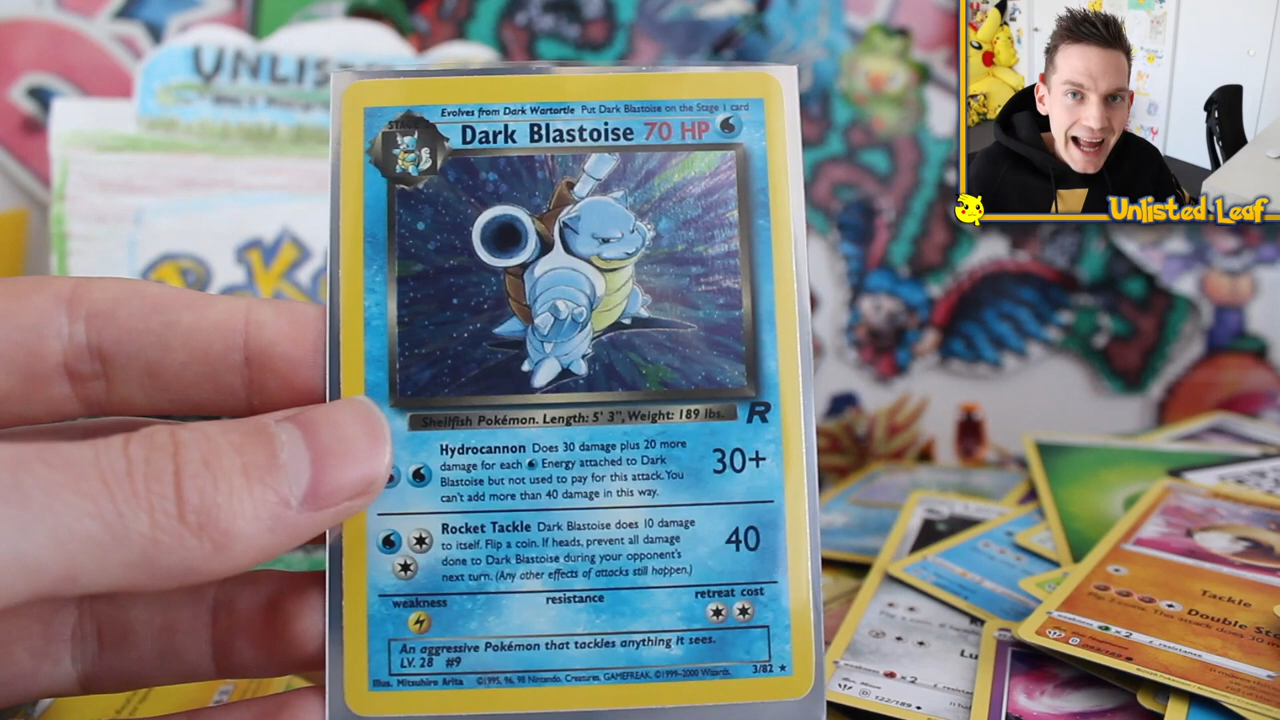 UNLIS
Evolves from Dark Wartortle Put Dark Blastoise on the Stage 1 card
STAGE
Dark Blastoise 70 HP
Unlisted Leaf
Shellfish Pokémon. Length: 5' 3", Weight: 189 lbs.
R
Hydrocannon Does 30 damage plus 20 more
damage for each Energy attached to Dark
Blastoise but not used to pay for this attack. You
can't add more than 40 damage in this way.
30+
Rocket Tackle Dark Blastoise does 10 damage
to itself. Flip a coin. If heads, prevent all damage
done to Dark Blastoise during your opponent's
next turn. (Any other effects of attacks still happen.)
40
weakness
resistance
retreat cost
An aggressive Pokémon that tackles anything it sees.
LV. 28 #9
Illus. Mitsuhiro Arita ©1995, 96, 98 Nintendo, Creatures, GAMEFREAK. ©1999-2000 Wizards. 3/82 ★
Tackle
Double
weakness ×2 resistance
weakness ×2 resistance
122/189